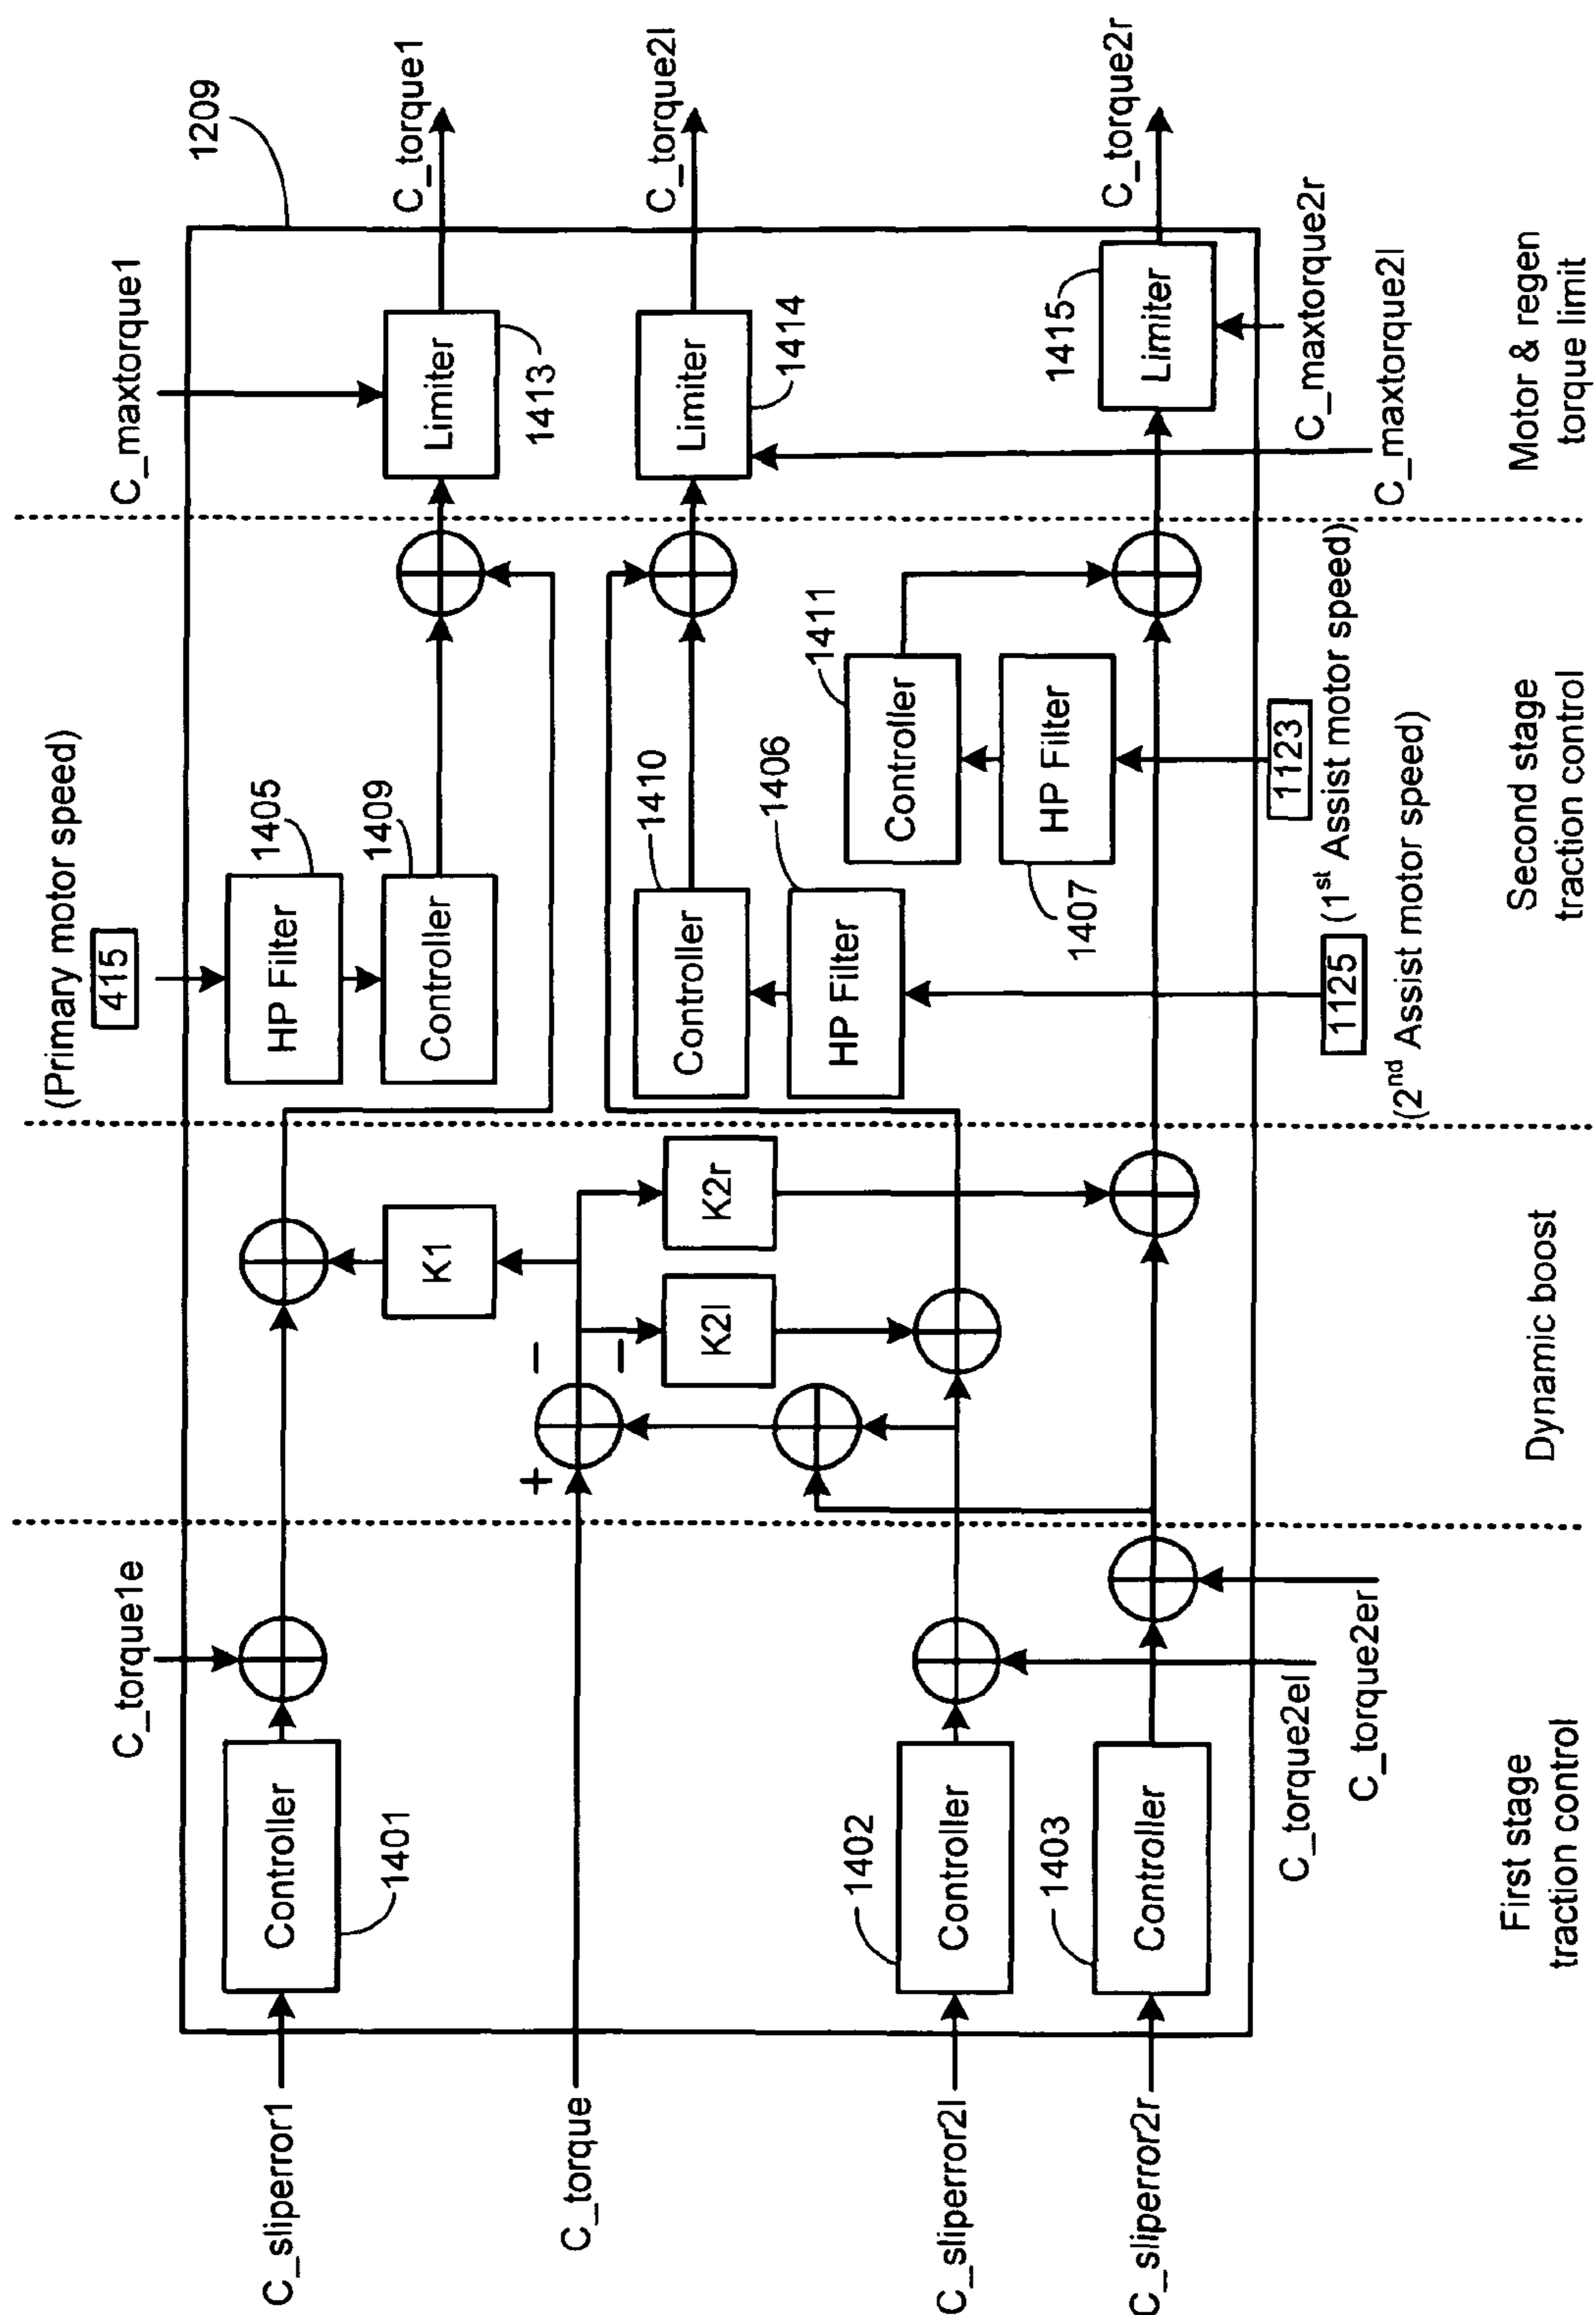 1209
C_maxtorque1
C_torque1
C_torque2l
C_torque2r
Limiter
1413
Limiter
1414
1415
Limiter
C_maxtorque2r
C_maxtorque2l
Motor & regen
torque limit
(Primary motor speed)
415
HP Filter
1405
Controller
1409
Controller
1410
HP Filter
1406
Controller
1411
HP Filter
1407
1123
(1st Assist motor speed)
1125
(2nd Assist motor speed)
Second stage
traction control
K1
K2r
K2l
+
−
−
Dynamic boost
C_torque1e
Controller
1401
Controller
1402
Controller
1403
C_torque2el
C_torque2er
First stage
traction control
C_sliperror1
C_torque
C_sliperror2l
C_sliperror2r